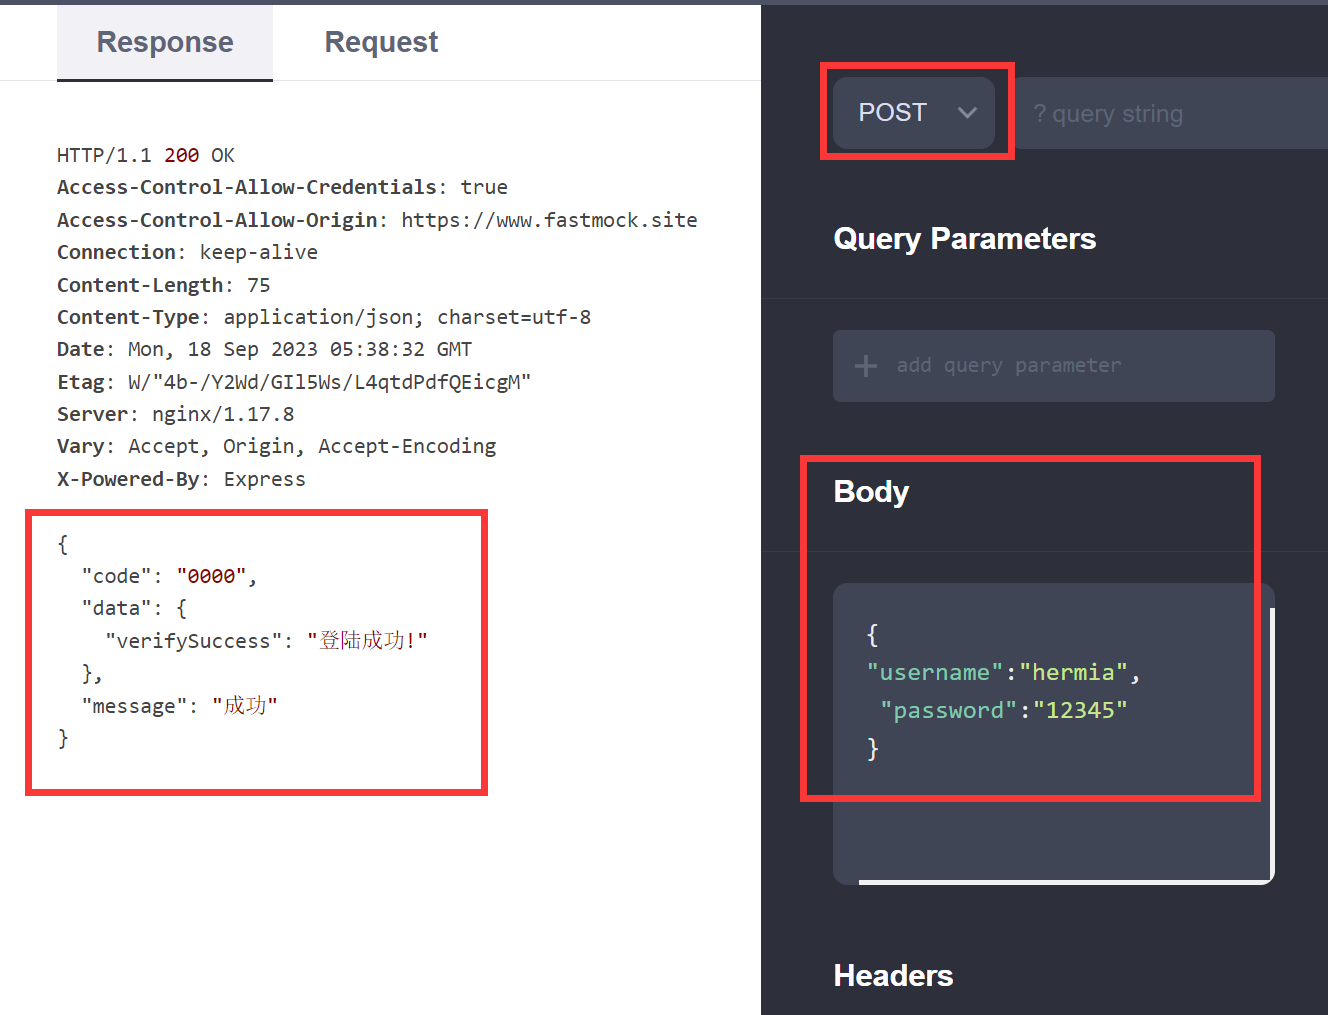 Response Request
HTTP/1.1 200 OK
Access-Control-Allow-Credentials: true
Access-Control-Allow-Origin: https://www.fastmock.site
Connection: keep-alive
Content-Length: 75
Content-Type: application/json; charset=utf-8
Date: Mon, 18 Sep 2023 05:38:32 GMT
Etag: W/"4b-/Y2Wd/GIl5Ws/L4qtdPdfQEicgM"
Server: nginx/1.17.8
Vary: Accept, Origin, Accept-Encoding
X-Powered-By: Express
{
"code": "0000",
"data": {
"verifySuccess": "登陆成功!"
},
"message": "成功"
}
POST ? query string
Query Parameters
+ add query parameter
Body
{
"username":"hermia",
"password":"12345"
}
Headers